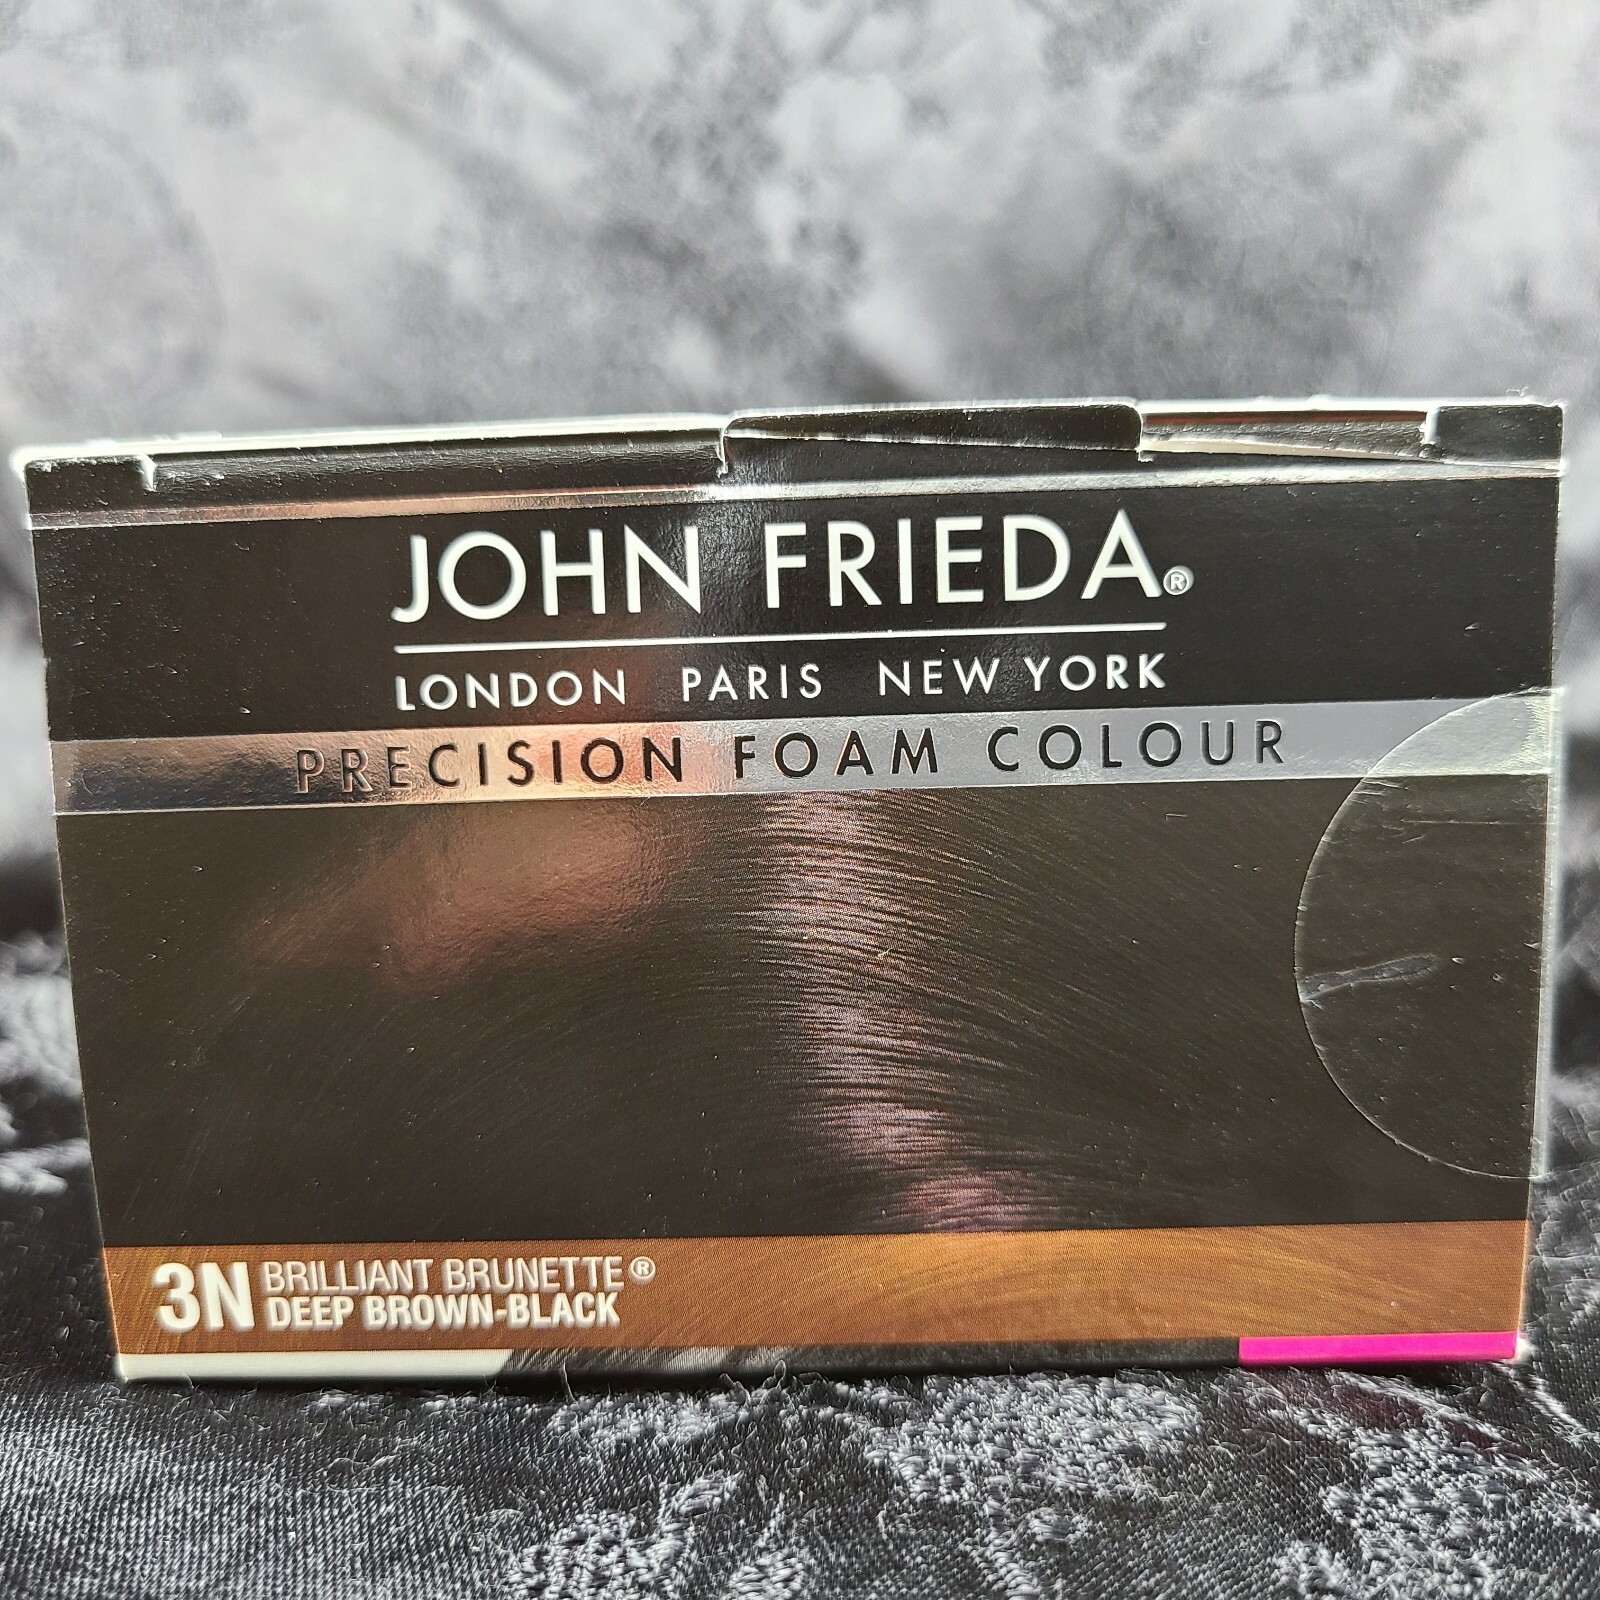 JOHN FRIEDA®
LONDON PARIS NEW YORK
PRECISION FOAM COLOUR
3N BRILLIANT BRUNETTE®
DEEP BROWN-BLACK